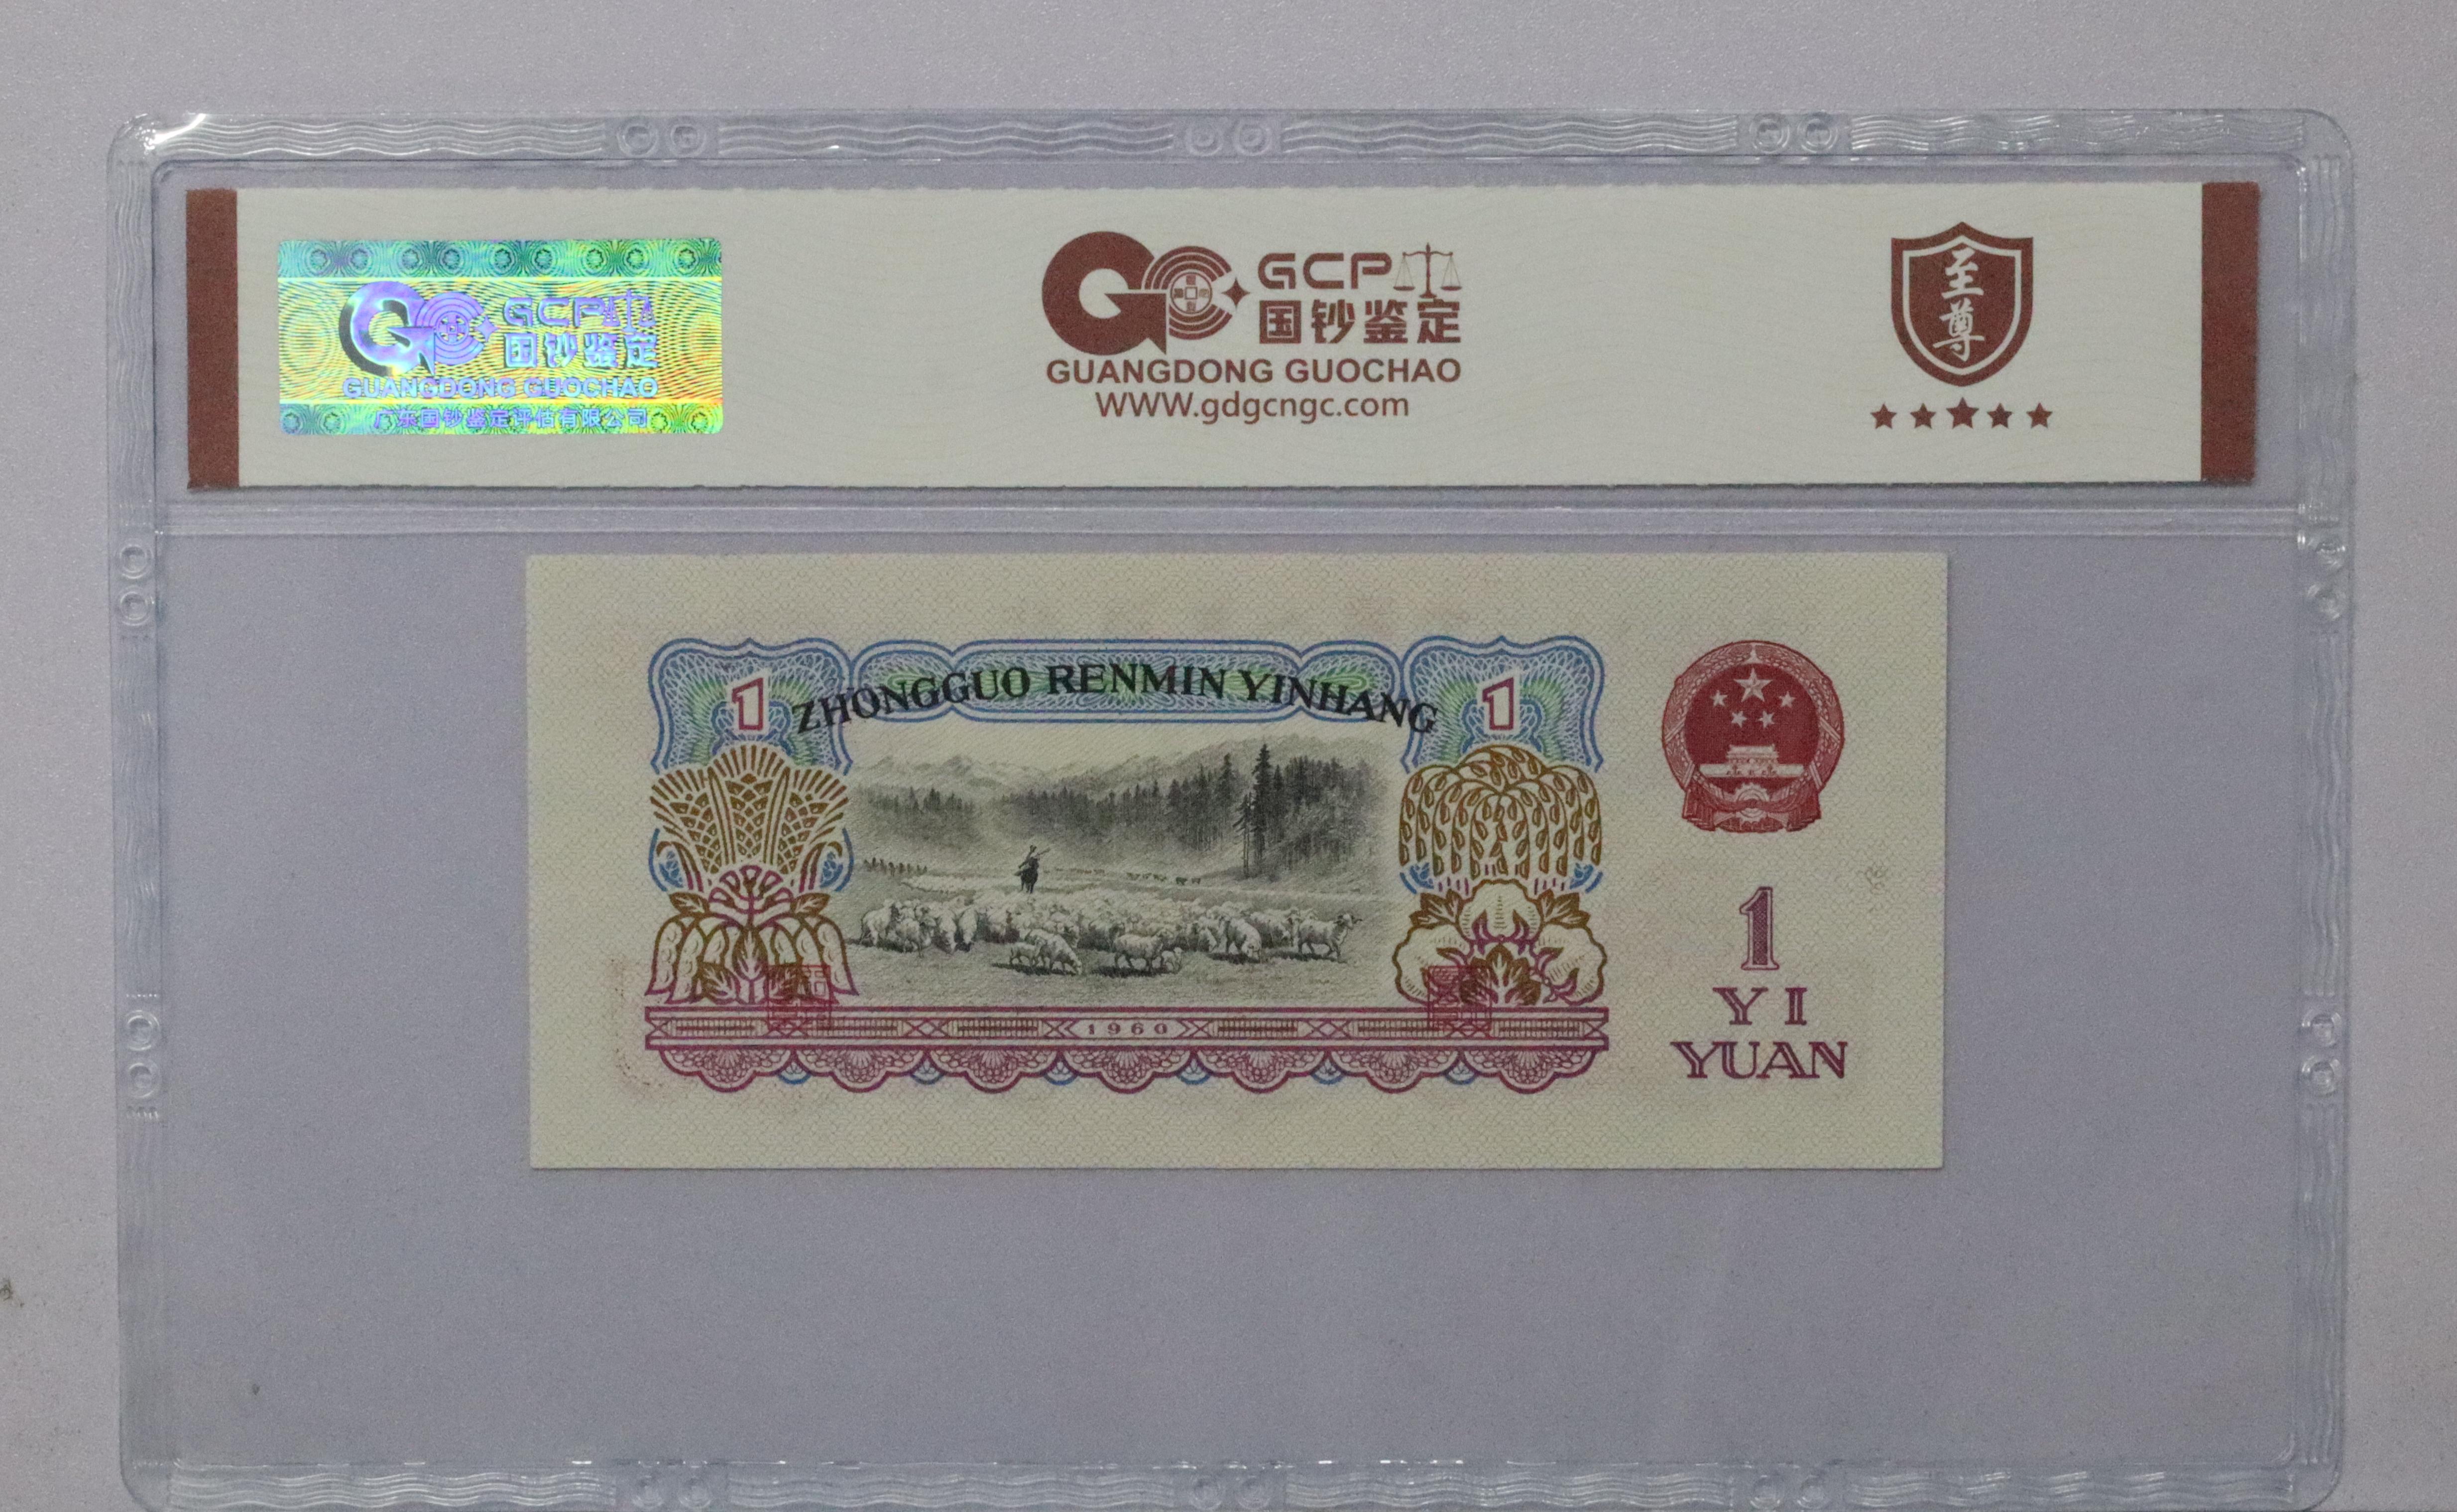 GCP
国钞鉴定
GUANGDONG GUOCHAO
广东国钞鉴定评估有限公司
GCP
国钞鉴定
GUANGDONG GUOCHAO
www.gdgcngc.com
至尊
1 ZHONGGUO RENMIN YINHANG 1
1960
1
YI
YUAN